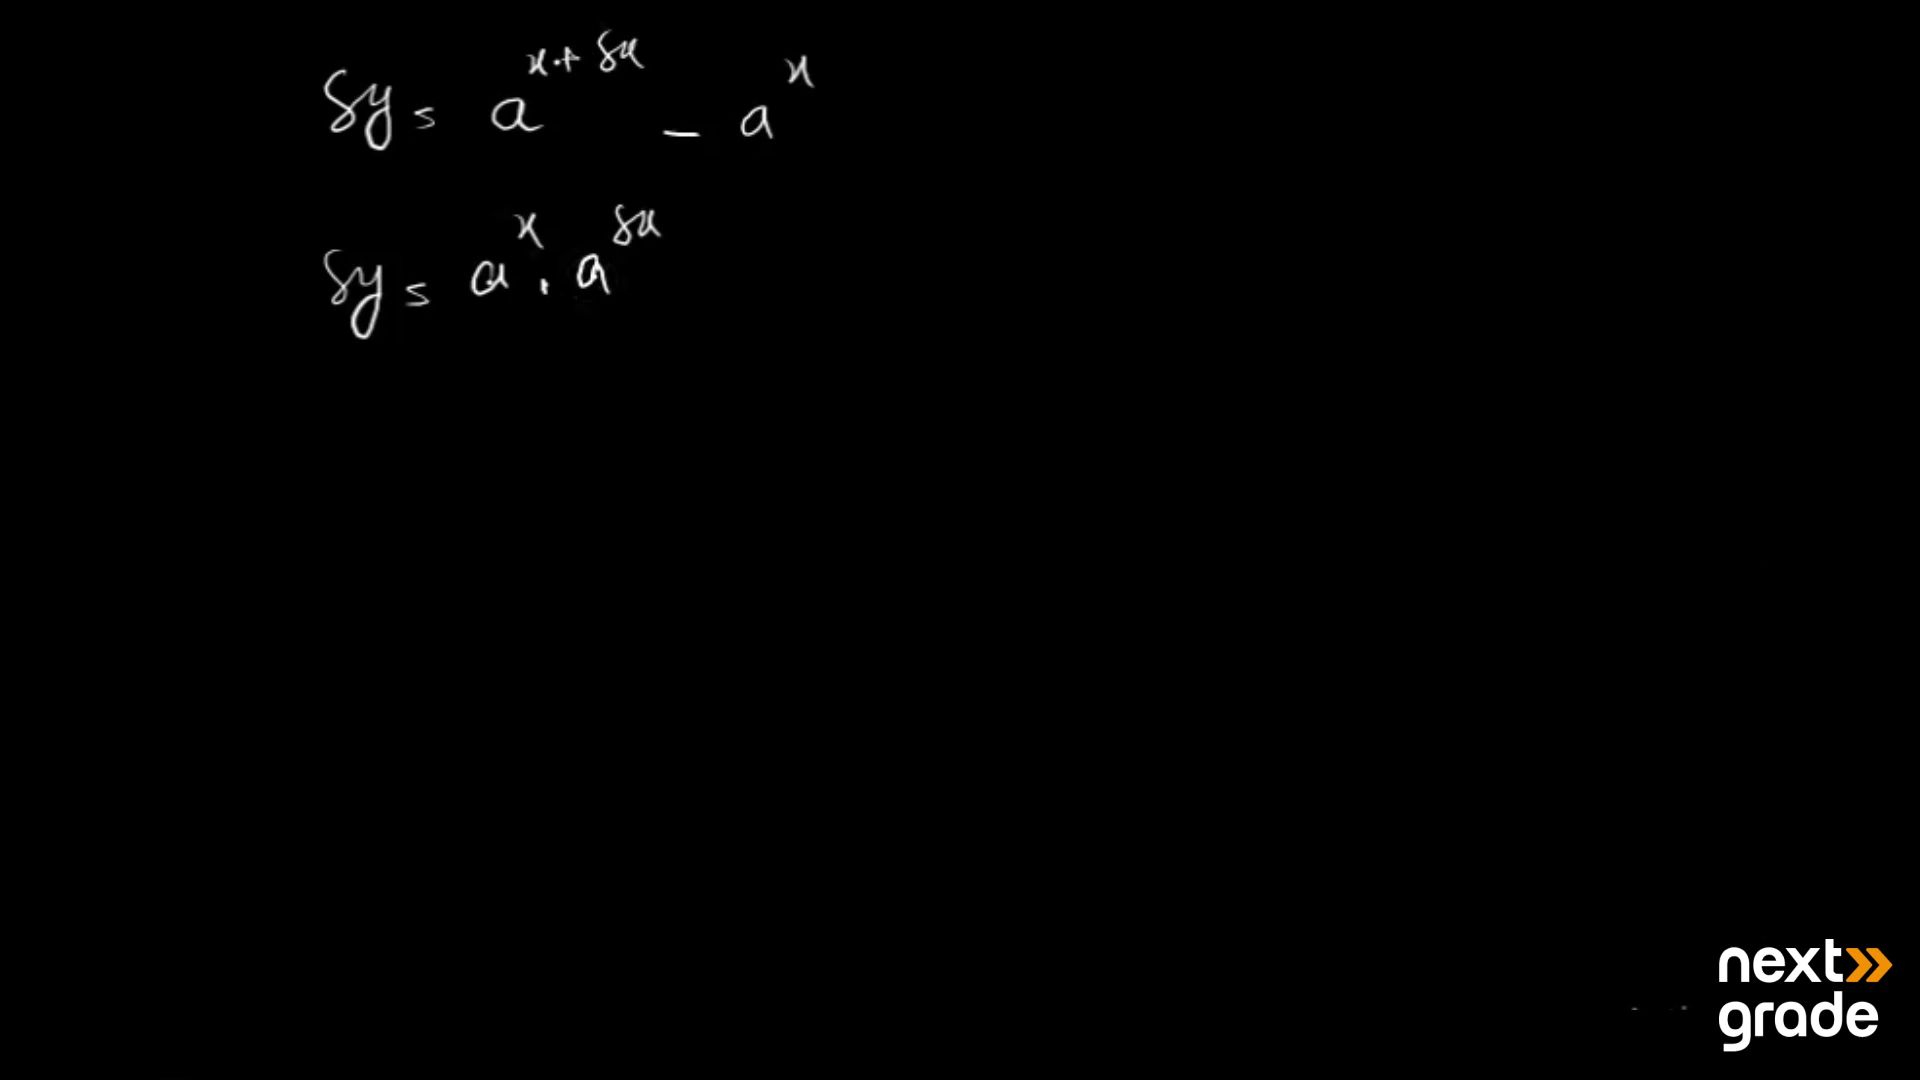 δy = a^{x+δx} - a^x
δy = a^x . a^{δx}
next
grade